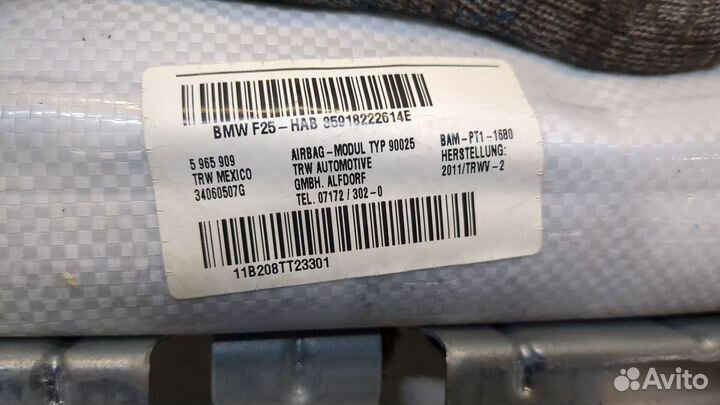 BMW F25-HAB 35918222614E
5 965 909
TRW MEXICO
34060507G
AIRBAG-MODUL TYP 90025
TRW AUTOMOTIVE
GMBH. ALFDORF
TEL. 07172 / 302-0
BAM-PT1-1680
HERSTELLUNG:
2011/TRWV-2
11B208TT23301
Avito